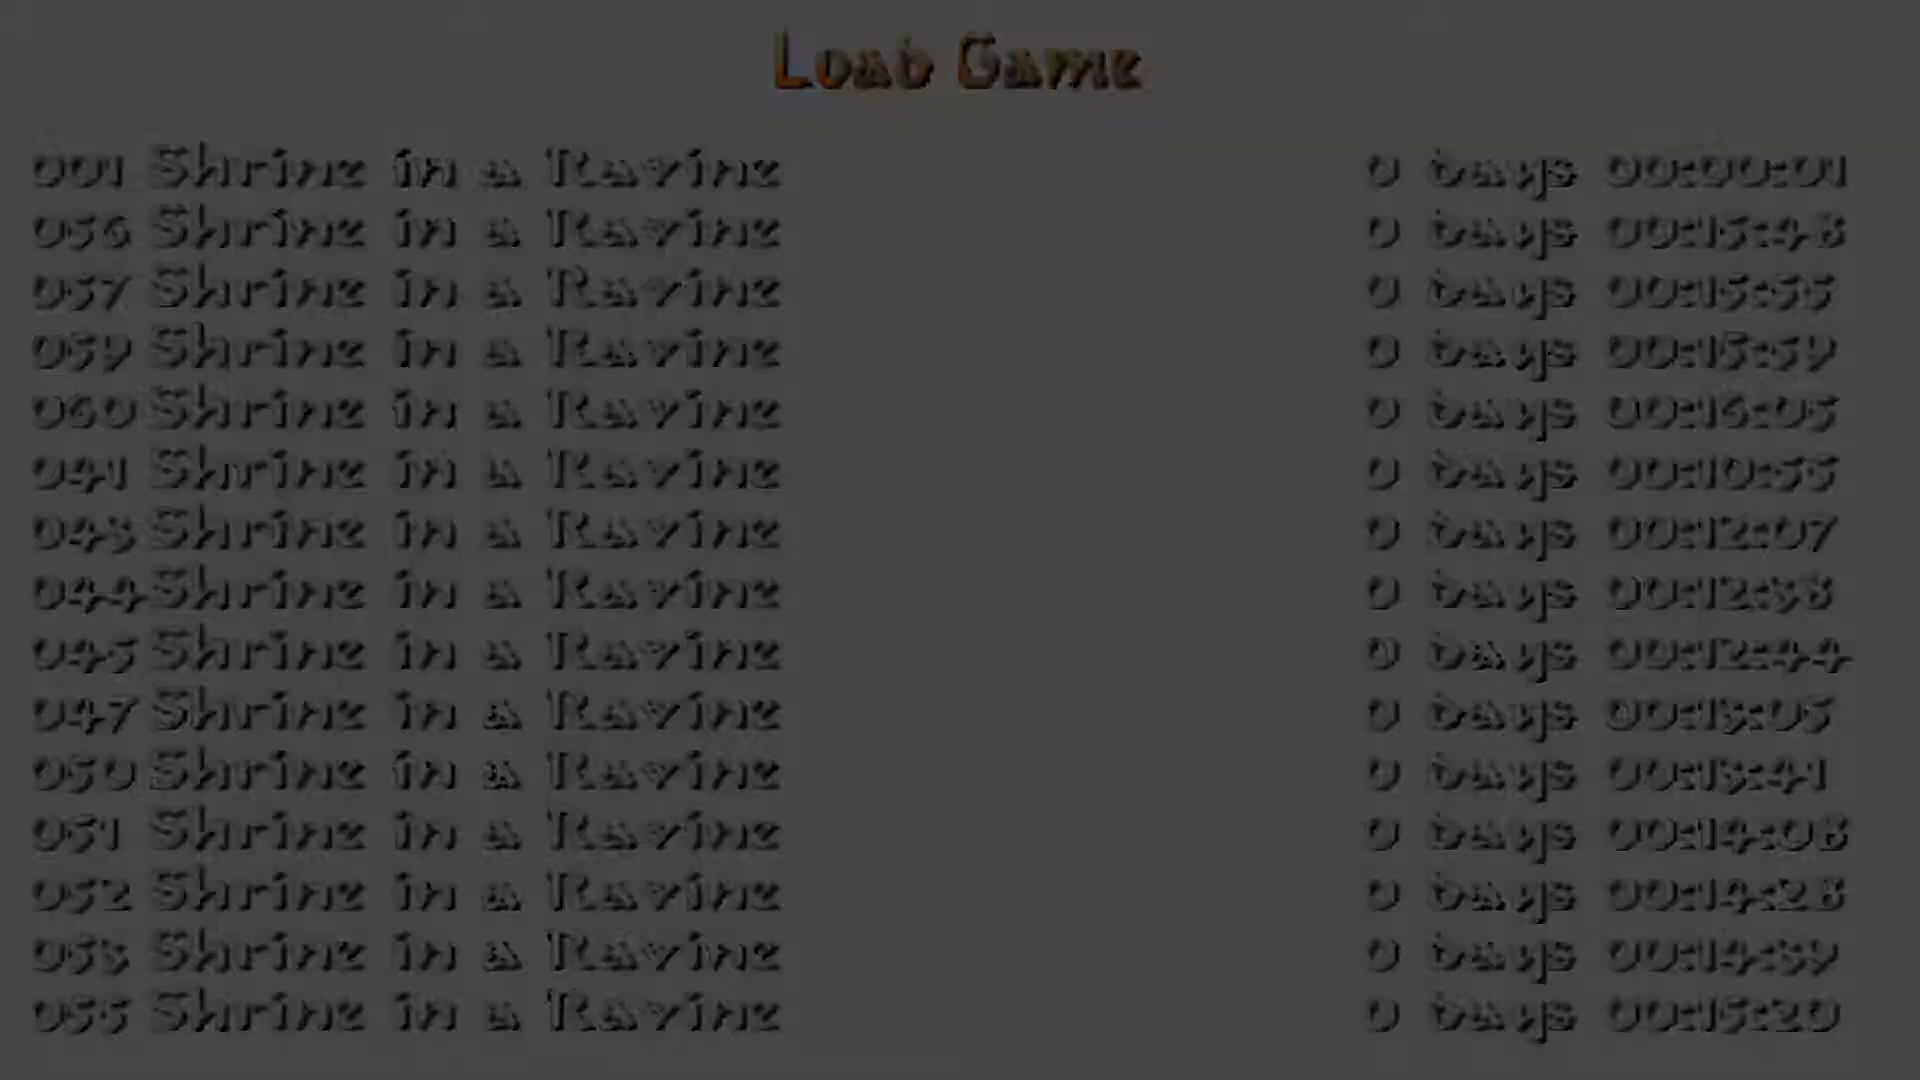 Load Game
001 Shrine in a Ravine 0 days 00:00:01
056 Shrine in a Ravine 0 days 00:15:48
057 Shrine in a Ravine 0 days 00:15:55
059 Shrine in a Ravine 0 days 00:15:59
060 Shrine in a Ravine 0 days 00:16:05
041 Shrine in a Ravine 0 days 00:10:55
043 Shrine in a Ravine 0 days 00:12:07
044 Shrine in a Ravine 0 days 00:12:38
045 Shrine in a Ravine 0 days 00:12:44
047 Shrine in a Ravine 0 days 00:13:05
050 Shrine in a Ravine 0 days 00:13:41
051 Shrine in a Ravine 0 days 00:14:08
052 Shrine in a Ravine 0 days 00:14:28
053 Shrine in a Ravine 0 days 00:14:39
055 Shrine in a Ravine 0 days 00:15:20